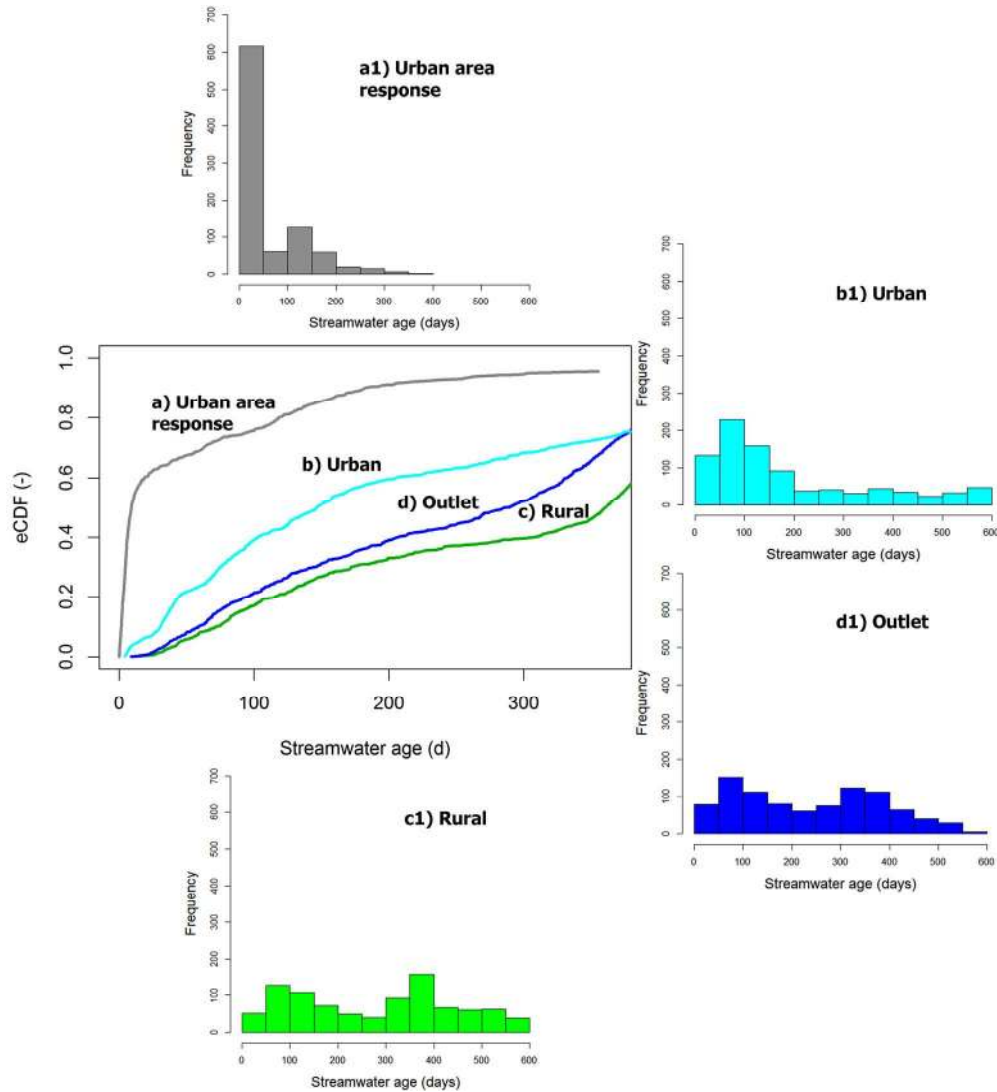 a1) Urban area
response
Frequency
700
600
500
400
300
200
100
0
0 100 200 300 400 500 600
Streamwater age (days)
b1) Urban
Frequency
700
600
500
400
300
200
100
0
0 100 200 300 400 500 600
Streamwater age (days)
a) Urban area
response
b) Urban
d) Outlet
c) Rural
eCDF (-)
1.0
0.8
0.6
0.4
0.2
0.0
0 100 200 300
Streamwater age (d)
d1) Outlet
Frequency
700
600
500
400
300
200
100
0
0 100 200 300 400 500 600
Streamwater age (days)
c1) Rural
Frequency
700
600
500
400
300
200
100
0
0 100 200 300 400 500 600
Streamwater age (days)